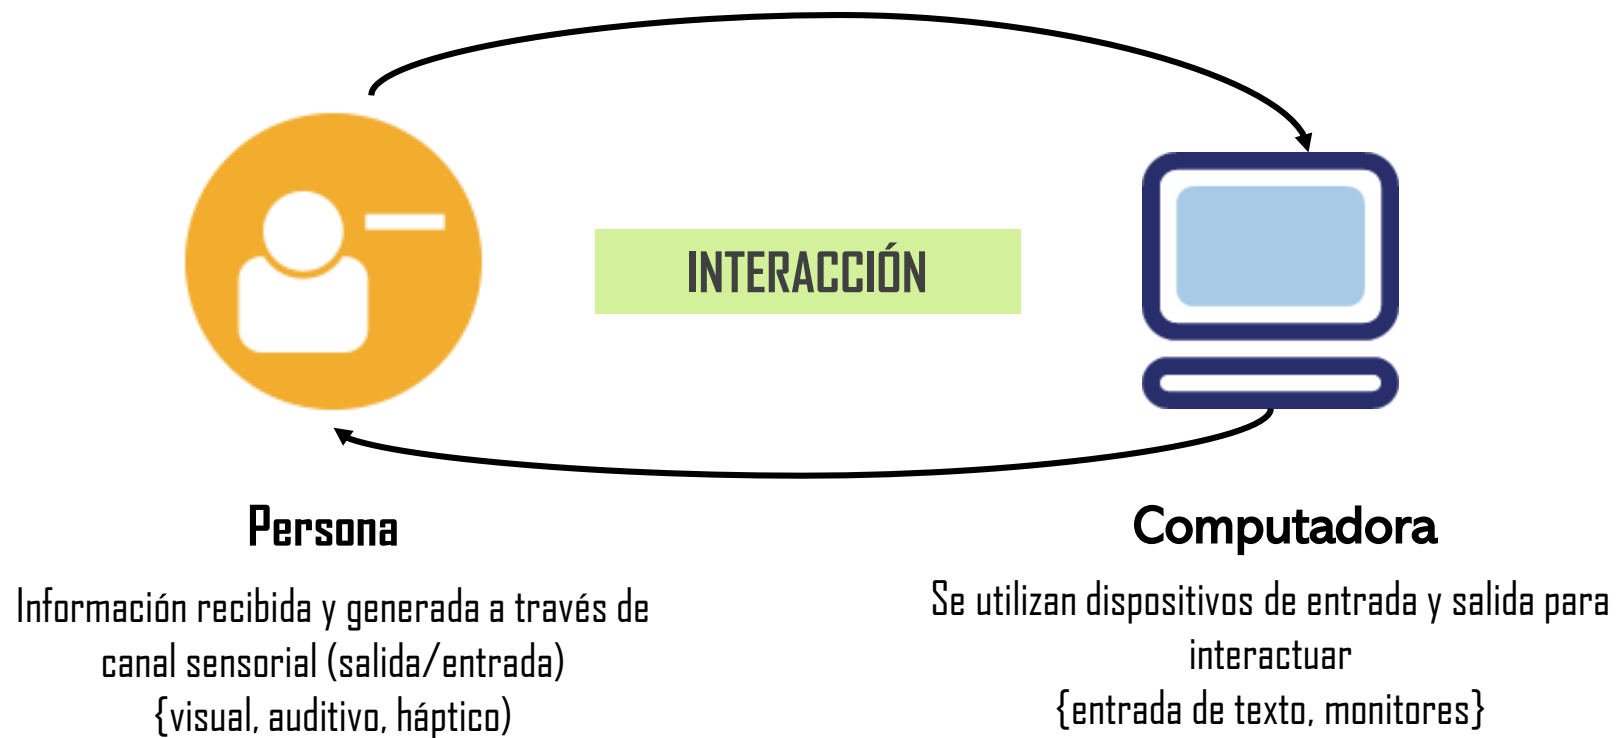 INTERACCIÓN
Persona
Información recibida y generada a través de
canal sensorial (salida/entrada)
{visual, auditivo, háptico)
Computadora
Se utilizan dispositivos de entrada y salida para
interactuar
{entrada de texto, monitores}